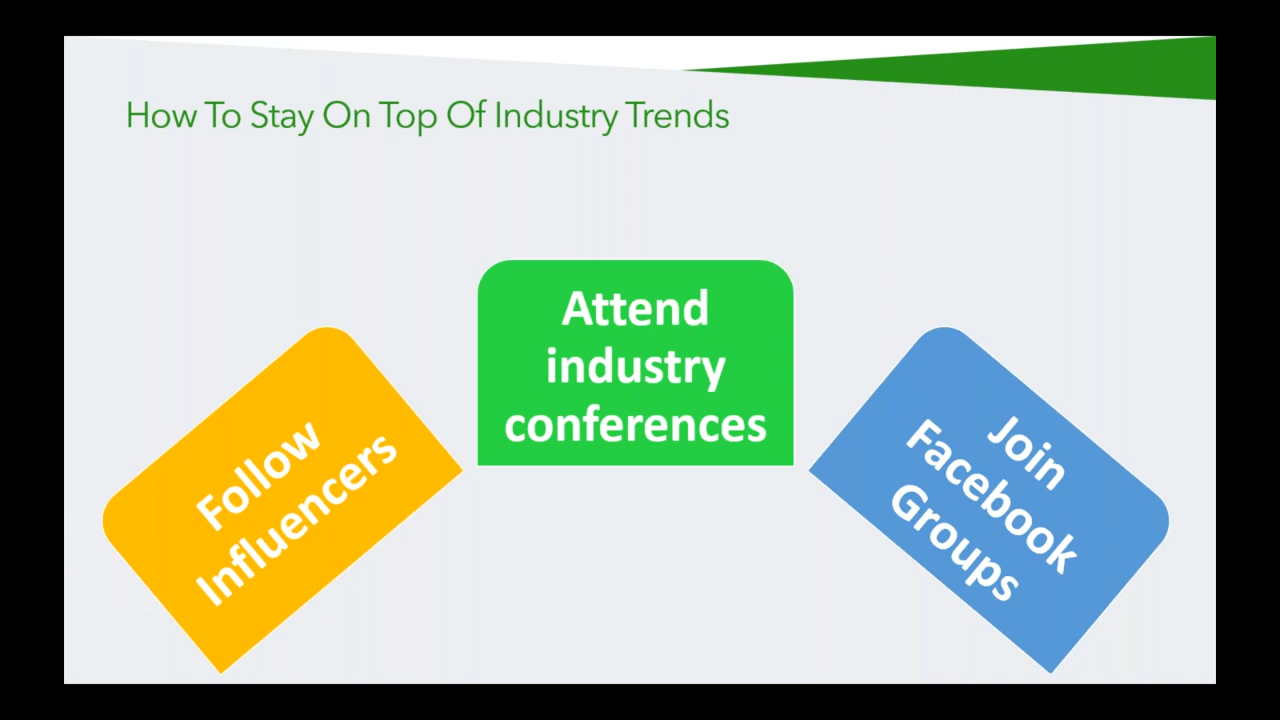 How To Stay On Top Of Industry Trends
Follow
Influencers
Attend
industry
conferences
Join
Facebook
Groups